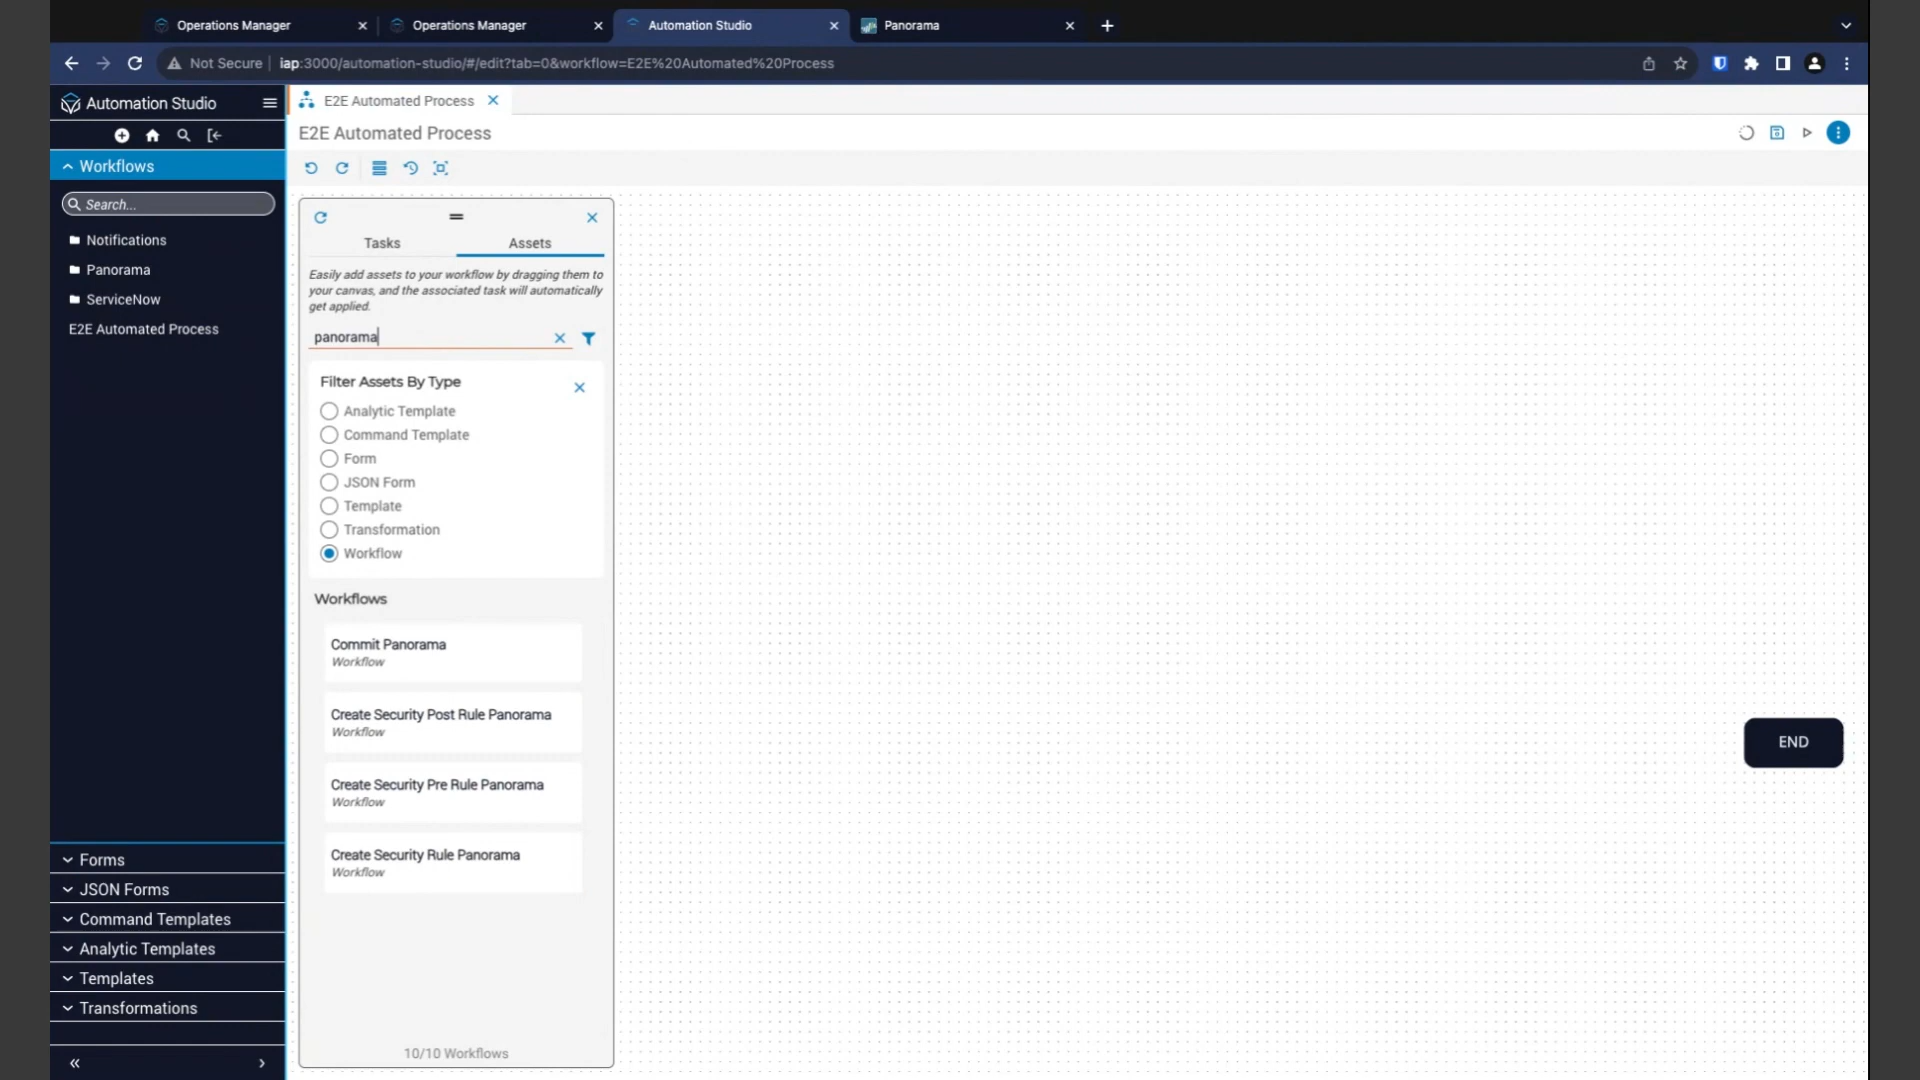 Operations Manager
Operations Manager
Automation Studio
Panorama
Not Secure
iap:3000/automation-studio/#/edit?tab=0&workflow=E2E%20Automated%20Process
Automation Studio
E2E Automated Process
E2E Automated Process
Workflows
Search...
Notifications
Panorama
ServiceNow
E2E Automated Process
Forms
JSON Forms
Command Templates
Analytic Templates
Templates
Transformations
Tasks
Assets
Easily add assets to your workflow by dragging them to
your canvas, and the associated task will automatically
get applied.
panorama
Filter Assets By Type
Analytic Template
Command Template
Form
JSON Form
Template
Transformation
Workflow
Workflows
Commit Panorama
Workflow
Create Security Post Rule Panorama
Workflow
Create Security Pre Rule Panorama
Workflow
Create Security Rule Panorama
Workflow
10/10 Workflows
END